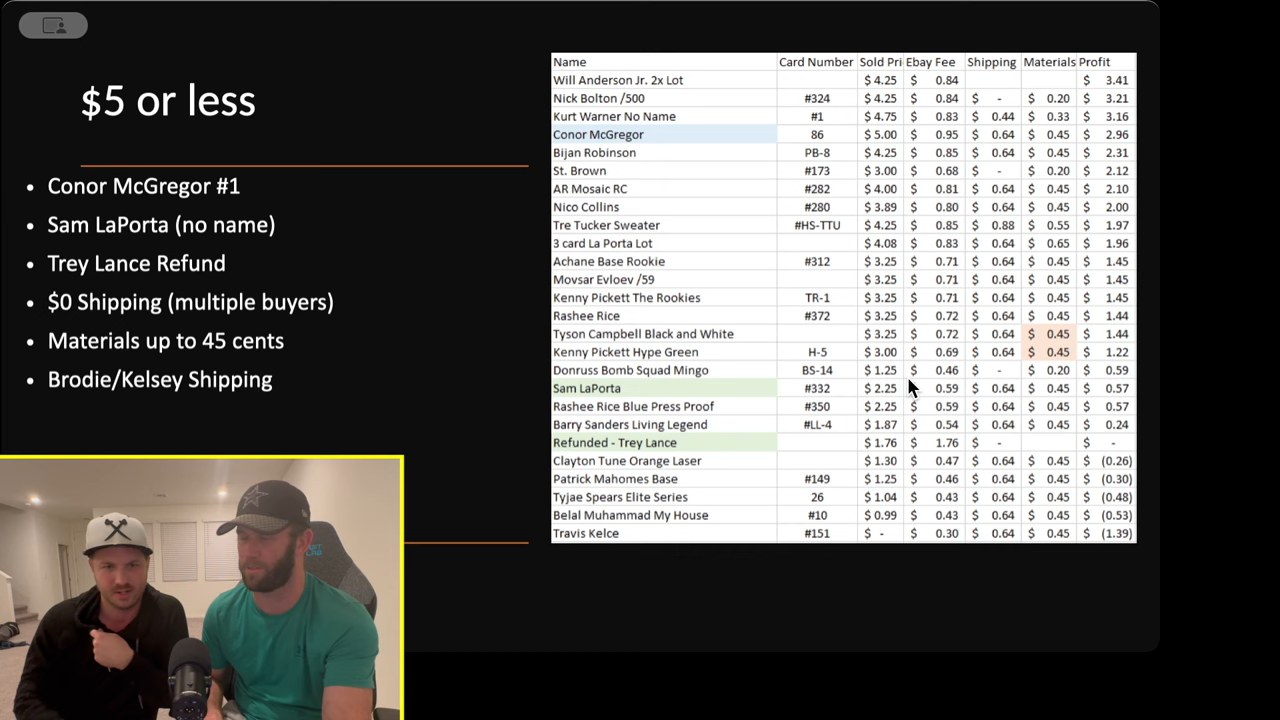 $5 or less
• Conor McGregor #1
• Sam LaPorta (no name)
• Trey Lance Refund
• $0 Shipping (multiple buyers)
• Materials up to 45 cents
• Brodie/Kelsey Shipping
Name Card Number Sold Pri Ebay Fee Shipping Materials Profit
Will Anderson Jr. 2x Lot $ 4.25 $ 0.84 $ 3.41
Nick Bolton /500 #324 $ 4.25 $ 0.84 $ - $ 0.20 $ 3.21
Kurt Warner No Name #1 $ 4.75 $ 0.83 $ 0.44 $ 0.33 $ 3.16
Conor McGregor 86 $ 5.00 $ 0.95 $ 0.64 $ 0.45 $ 2.96
Bijan Robinson PB-8 $ 4.25 $ 0.85 $ 0.64 $ 0.45 $ 2.31
St. Brown #173 $ 3.00 $ 0.68 $ - $ 0.20 $ 2.12
AR Mosaic RC #282 $ 4.00 $ 0.81 $ 0.64 $ 0.45 $ 2.10
Nico Collins #280 $ 3.89 $ 0.80 $ 0.64 $ 0.45 $ 2.00
Tre Tucker Sweater #HS-TTU $ 4.25 $ 0.85 $ 0.88 $ 0.55 $ 1.97
3 card La Porta Lot $ 4.08 $ 0.83 $ 0.64 $ 0.65 $ 1.96
Achane Base Rookie #312 $ 3.25 $ 0.71 $ 0.64 $ 0.45 $ 1.45
Movsar Evloev /59 $ 3.25 $ 0.71 $ 0.64 $ 0.45 $ 1.45
Kenny Pickett The Rookies TR-1 $ 3.25 $ 0.71 $ 0.64 $ 0.45 $ 1.45
Rashee Rice #372 $ 3.25 $ 0.72 $ 0.64 $ 0.45 $ 1.44
Tyson Campbell Black and White $ 3.25 $ 0.72 $ 0.64 $ 0.45 $ 1.44
Kenny Pickett Hype Green H-5 $ 3.00 $ 0.69 $ 0.64 $ 0.45 $ 1.22
Donruss Bomb Squad Mingo BS-14 $ 1.25 $ 0.46 $ - $ 0.20 $ 0.59
Sam LaPorta #332 $ 2.25 0.59 $ 0.64 $ 0.45 $ 0.57
Rashee Rice Blue Press Proof #350 $ 2.25 $ 0.59 $ 0.64 $ 0.45 $ 0.57
Barry Sanders Living Legend #LL-4 $ 1.87 $ 0.54 $ 0.64 $ 0.45 $ 0.24
Refunded - Trey Lance $ 1.76 $ 1.76 $ - $ -
Clayton Tune Orange Laser $ 1.30 $ 0.47 $ 0.64 $ 0.45 $ (0.26)
Patrick Mahomes Base #149 $ 1.25 $ 0.46 $ 0.64 $ 0.45 $ (0.30)
Tyjae Spears Elite Series 26 $ 1.04 $ 0.43 $ 0.64 $ 0.45 $ (0.48)
Belal Muhammad My House #10 $ 0.99 $ 0.43 $ 0.64 $ 0.45 $ (0.53)
Travis Kelce #151 $ - $ 0.30 $ 0.64 $ 0.45 $ (1.39)